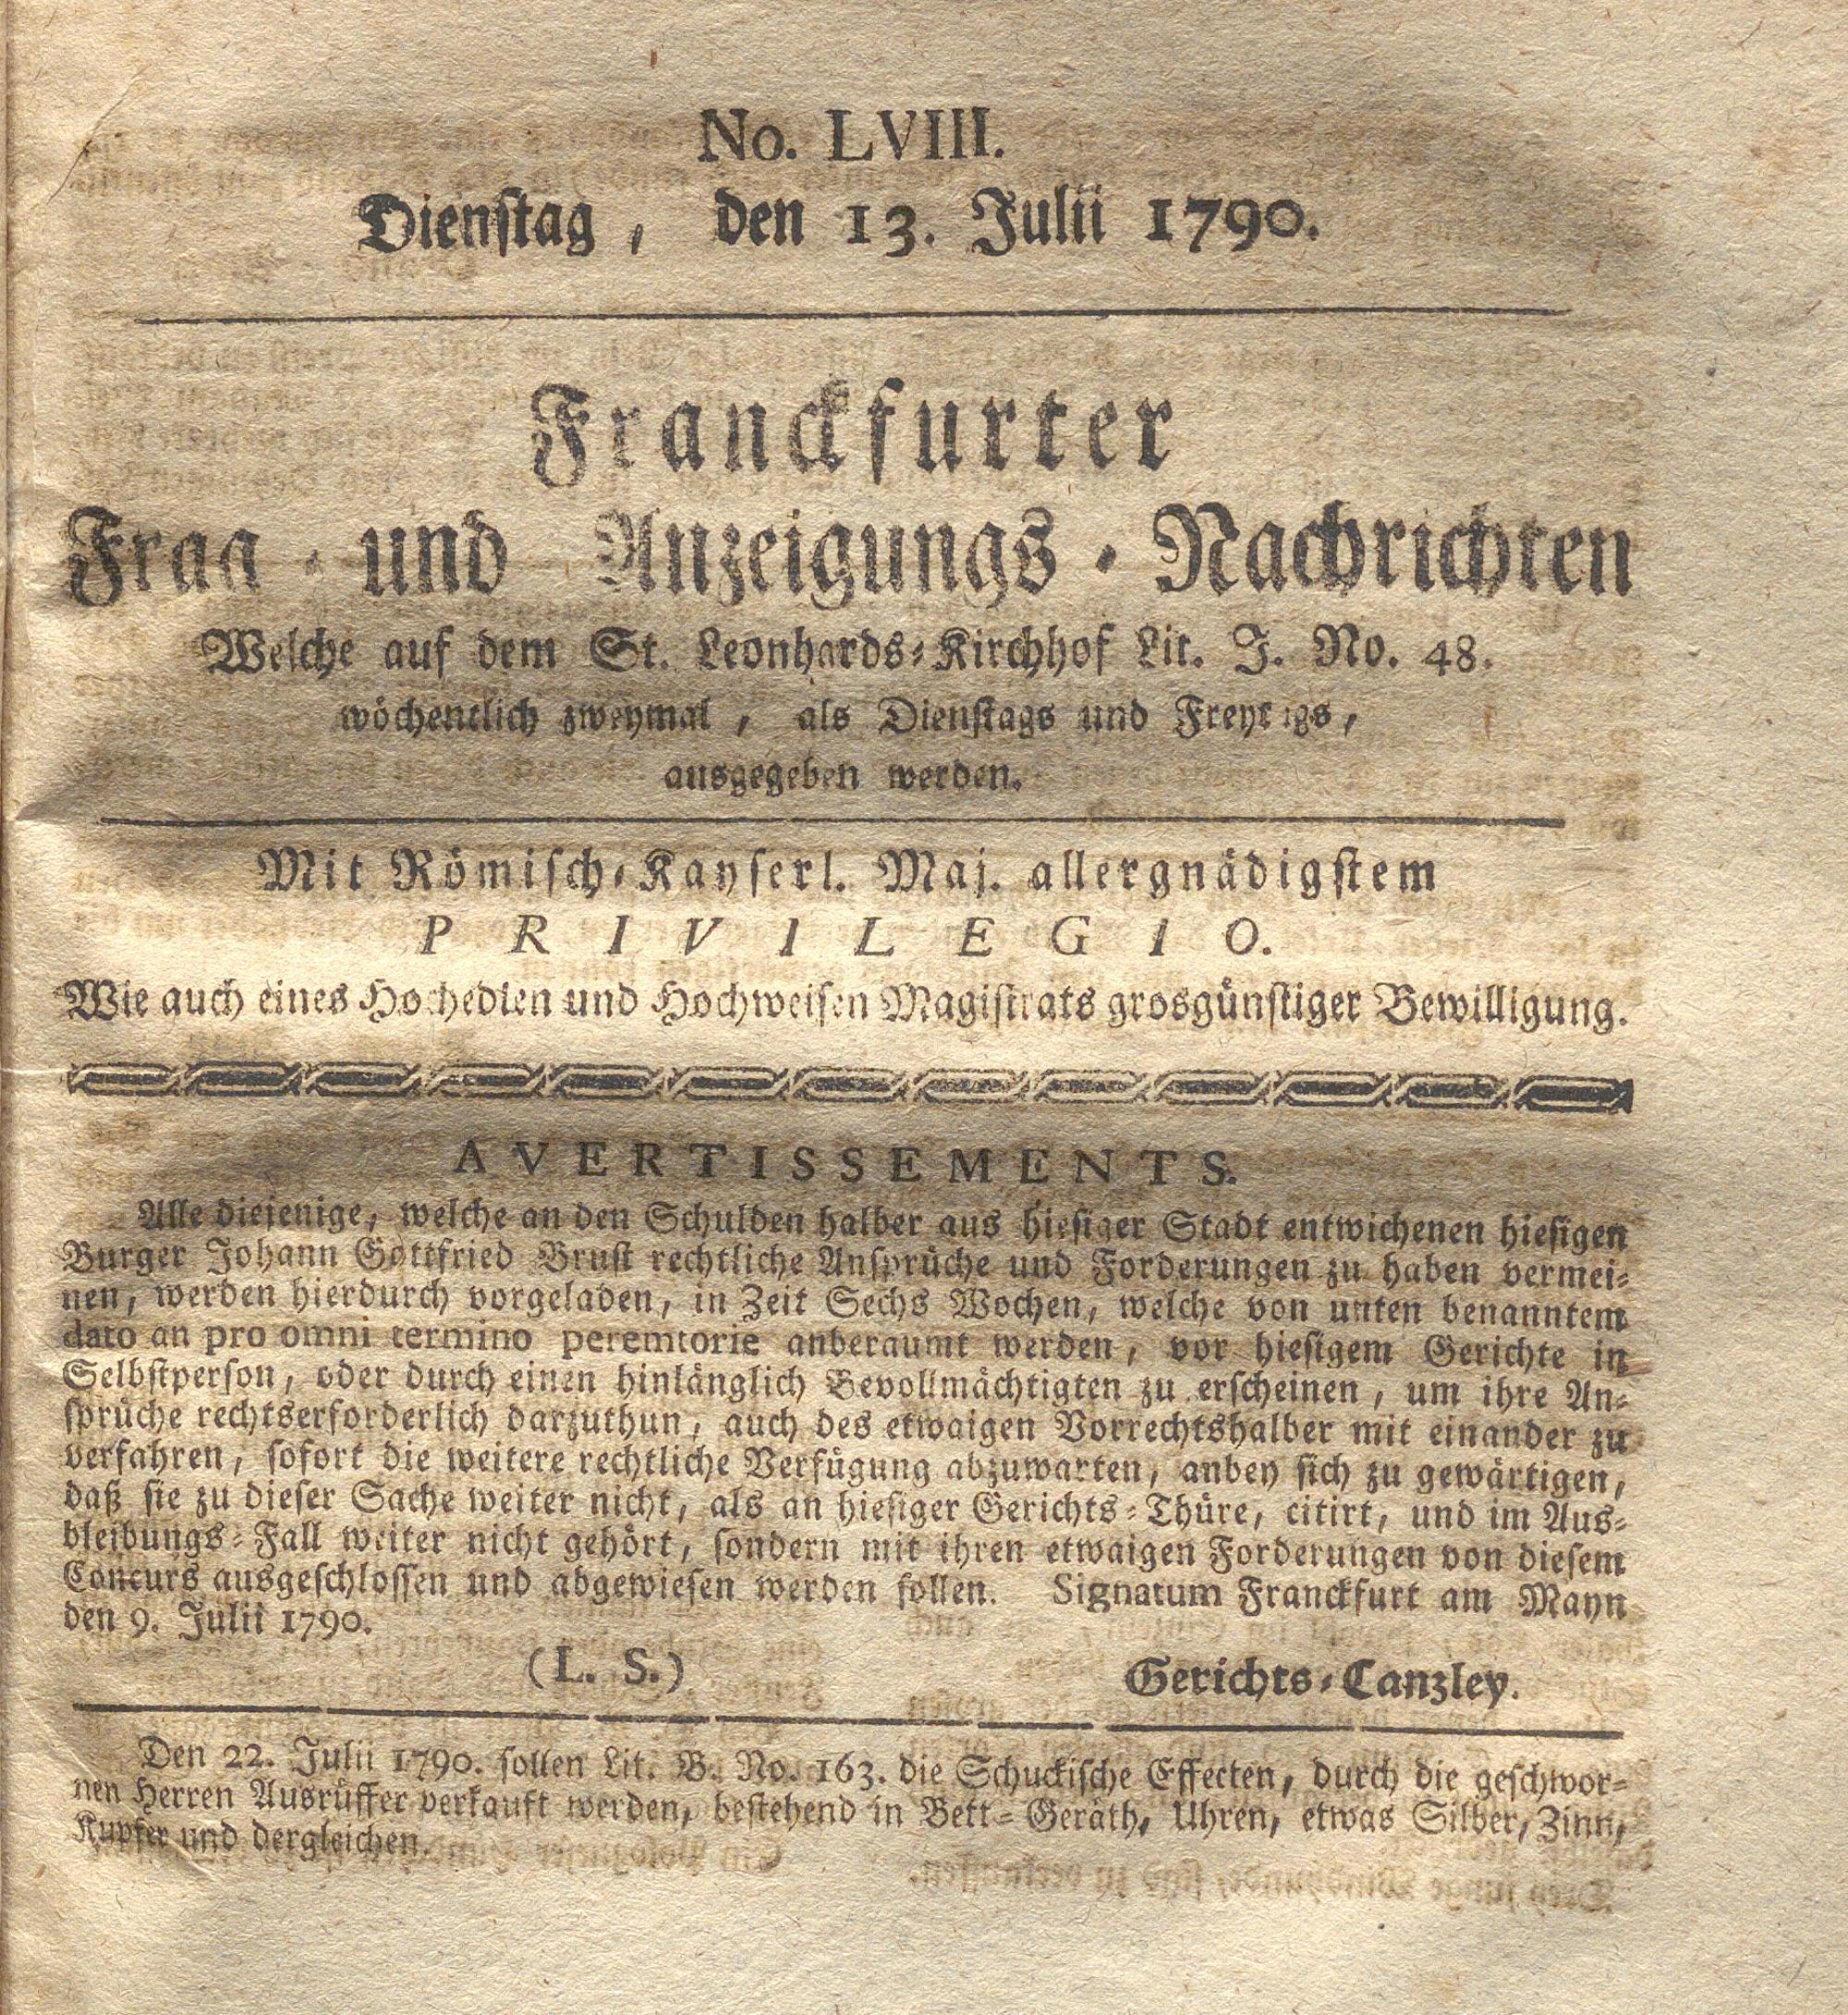 No. LVIII.
Dienstag, den 13. Julii 1790.
Franckfurter
Frag- und Anzeigungs-Nachrichten
Welche auf dem St. Leonhards-Kirchhof Lit. J. No. 48.
wöchentlich zweymal, als Dienstags und Freytags,
ausgegeben werden.
Mit Römisch-Kayserl. Maj. allergnädigstem
PRIVILEGIO.
Wie auch eines Hochedlen und Hochweisen Magistrats grosgünstiger Bewilligung.
AVERTISSEMENTS.
Alle diejenige, welche an den Schulden halber aus hiesiger Stadt entwichenen hiesigen
Burger Johann Gottfried Brust rechtliche Ansprüche und Forderungen zu haben vermei-
nen, werden hierdurch vorgeladen, in Zeit Sechs Wochen, welche von unten benanntem
dato an pro omni termino peremtorie anberaumt werden, vor hiesigem Gerichte in
Selbstperson, oder durch einen hinlänglich Bevollmächtigten zu erscheinen, um ihre An-
sprüche rechtserforderlich darzuthun, auch des etwaigen Vorrechtshalber mit einander zu
verfahren, sofort die weitere rechtliche Verfügung abzuwarten, anbey sich zu gewärtigen,
daß sie zu dieser Sache weiter nicht, als an hiesiger Gerichts-Thüre, citirt, und im Aus-
bleibungs-Fall weiter nicht gehört, sondern mit ihren etwaigen Forderungen von diesem
Concurs ausgeschlossen und abgewiesen werden sollen. Signatum Franckfurt am Mayn
den 9. Julii 1790.
(L. S.) Gerichts-Canzley.
Den 22. Julii 1790. sollen Lit. B. No. 163. die Schuckische Effecten, durch die geschwor-
nen Herren Ausrüffer verkauft werden, bestehend in Bett-Geräth, Uhren, etwas Silber, Zinn,
Kupfer und dergleichen.